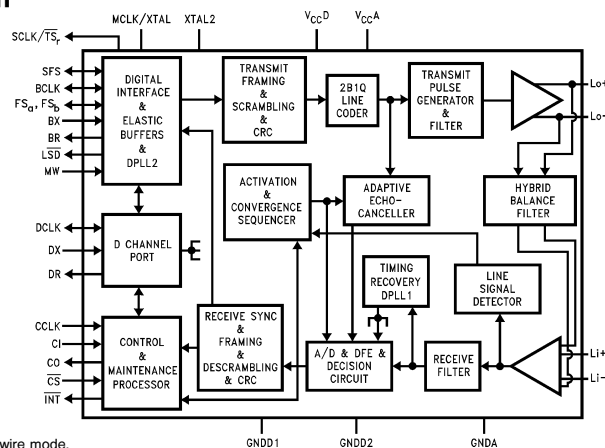 MCLK/XTAL XTAL2 VCCD VCCA
SCLK/TSr
SFS
BCLK
FSa, FSb
BX
BR
LSD
MW
DIGITAL
INTERFACE
&
ELASTIC
BUFFERS
&
DPLL2
TRANSMIT
FRAMING
&
SCRAMBLING
&
CRC
2B1Q
LINE
CODER
TRANSMIT
PULSE
GENERATOR
&
FILTER
Lo+
Lo-
ACTIVATION
&
CONVERGENCE
SEQUENCER
ADAPTIVE
ECHO-
CANCELLER
HYBRID
BALANCE
FILTER
DCLK
DX
DR
D CHANNEL
PORT
TIMING
RECOVERY
DPLL1
LINE
SIGNAL
DETECTOR
CCLK
CI
CO
CS
INT
CONTROL
&
MAINTENANCE
PROCESSOR
RECEIVE SYNC
&
FRAMING
&
DESCRAMBLING
& CRC
A/D & DFE &
DECISION
CIRCUIT
RECEIVE
FILTER
Li+
Li-
GNDD1 GNDD2 GNDA
wire mode.